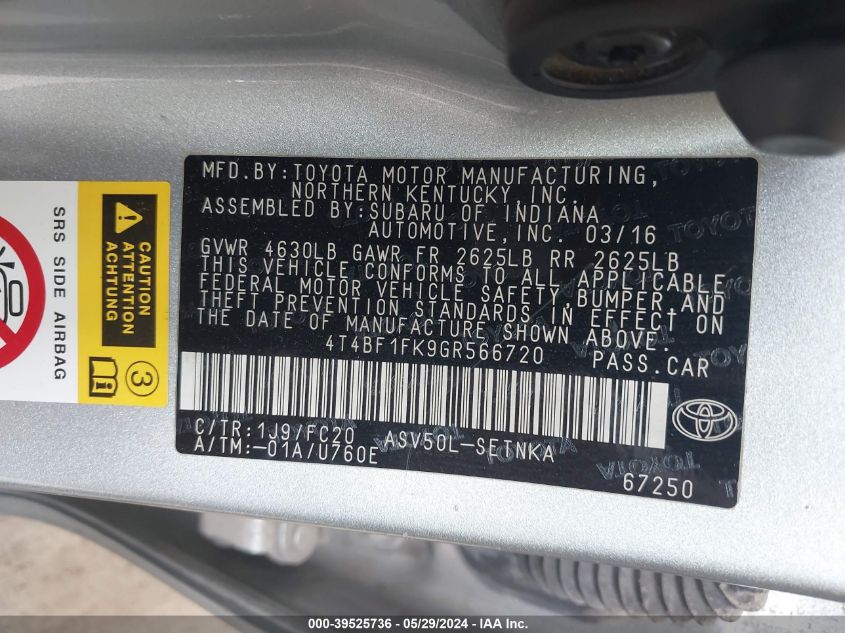 MFD.BY:TOYOTA MOTOR MANUFACTURING,
NORTHERN KENTUCKY,INC.
ASSEMBLED BY:SUBARU OF INDIANA
AUTOMOTIVE,INC. 03/16
GVWR 4630LB GAWR FR 2625LB RR 2625LB
THIS VEHICLE CONFORMS TO ALL APPLICABLE
FEDERAL MOTOR VEHICLE SAFETY,BUMPER,AND
THEFT PREVENTION STANDARDS IN EFFECT ON
THE DATE OF MANUFACTURE SHOWN ABOVE.
4T4BF1FK9GR566720 PASS.CAR
C/TR:1J9/FC20 ASV50L-SETNKA
A/TM:-01A/U760E
67250
SRS SIDE AIRBAG
CAUTION
ATTENTION
ACHTUNG
3
000-39525736 / 05/29/2024 — IAA Inc.